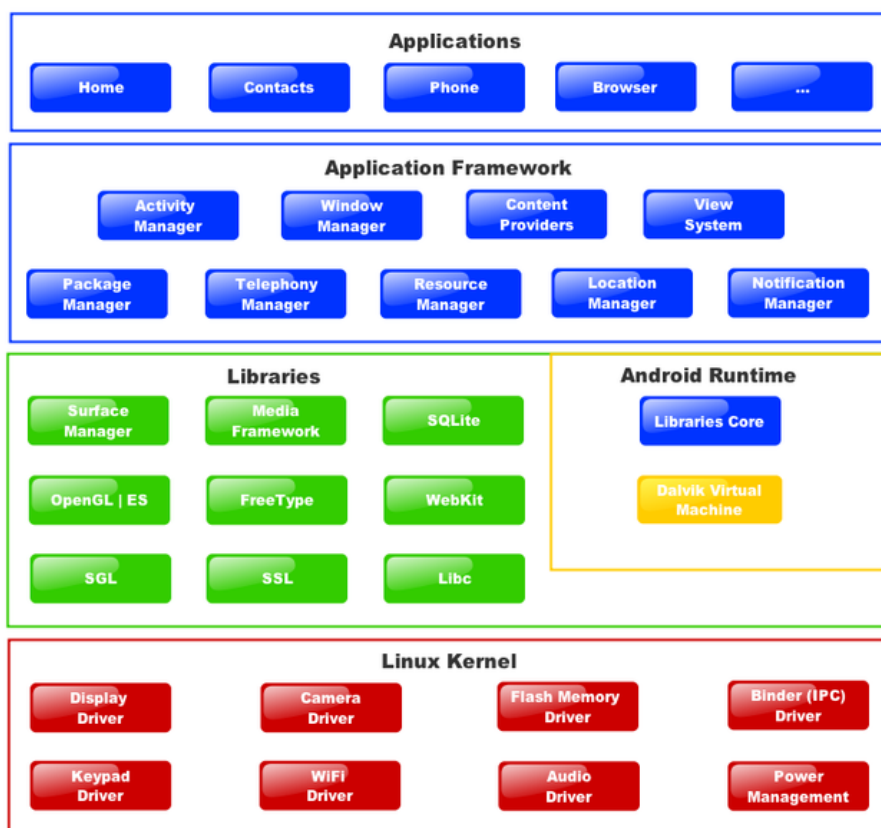 Applications
Home
Contacts
Phone
Browser
...
Application Framework
Activity
Manager
Window
Manager
Content
Providers
View
System
Package
Manager
Telephony
Manager
Resource
Manager
Location
Manager
Notification
Manager
Libraries
Surface
Manager
Media
Framework
SQLite
OpenGL | ES
FreeType
WebKit
SGL
SSL
Libc
Android Runtime
Libraries Core
Dalvik Virtual
Machine
Linux Kernel
Display
Driver
Camera
Driver
Flash Memory
Driver
Binder (IPC)
Driver
Keypad
Driver
WiFi
Driver
Audio
Driver
Power
Management